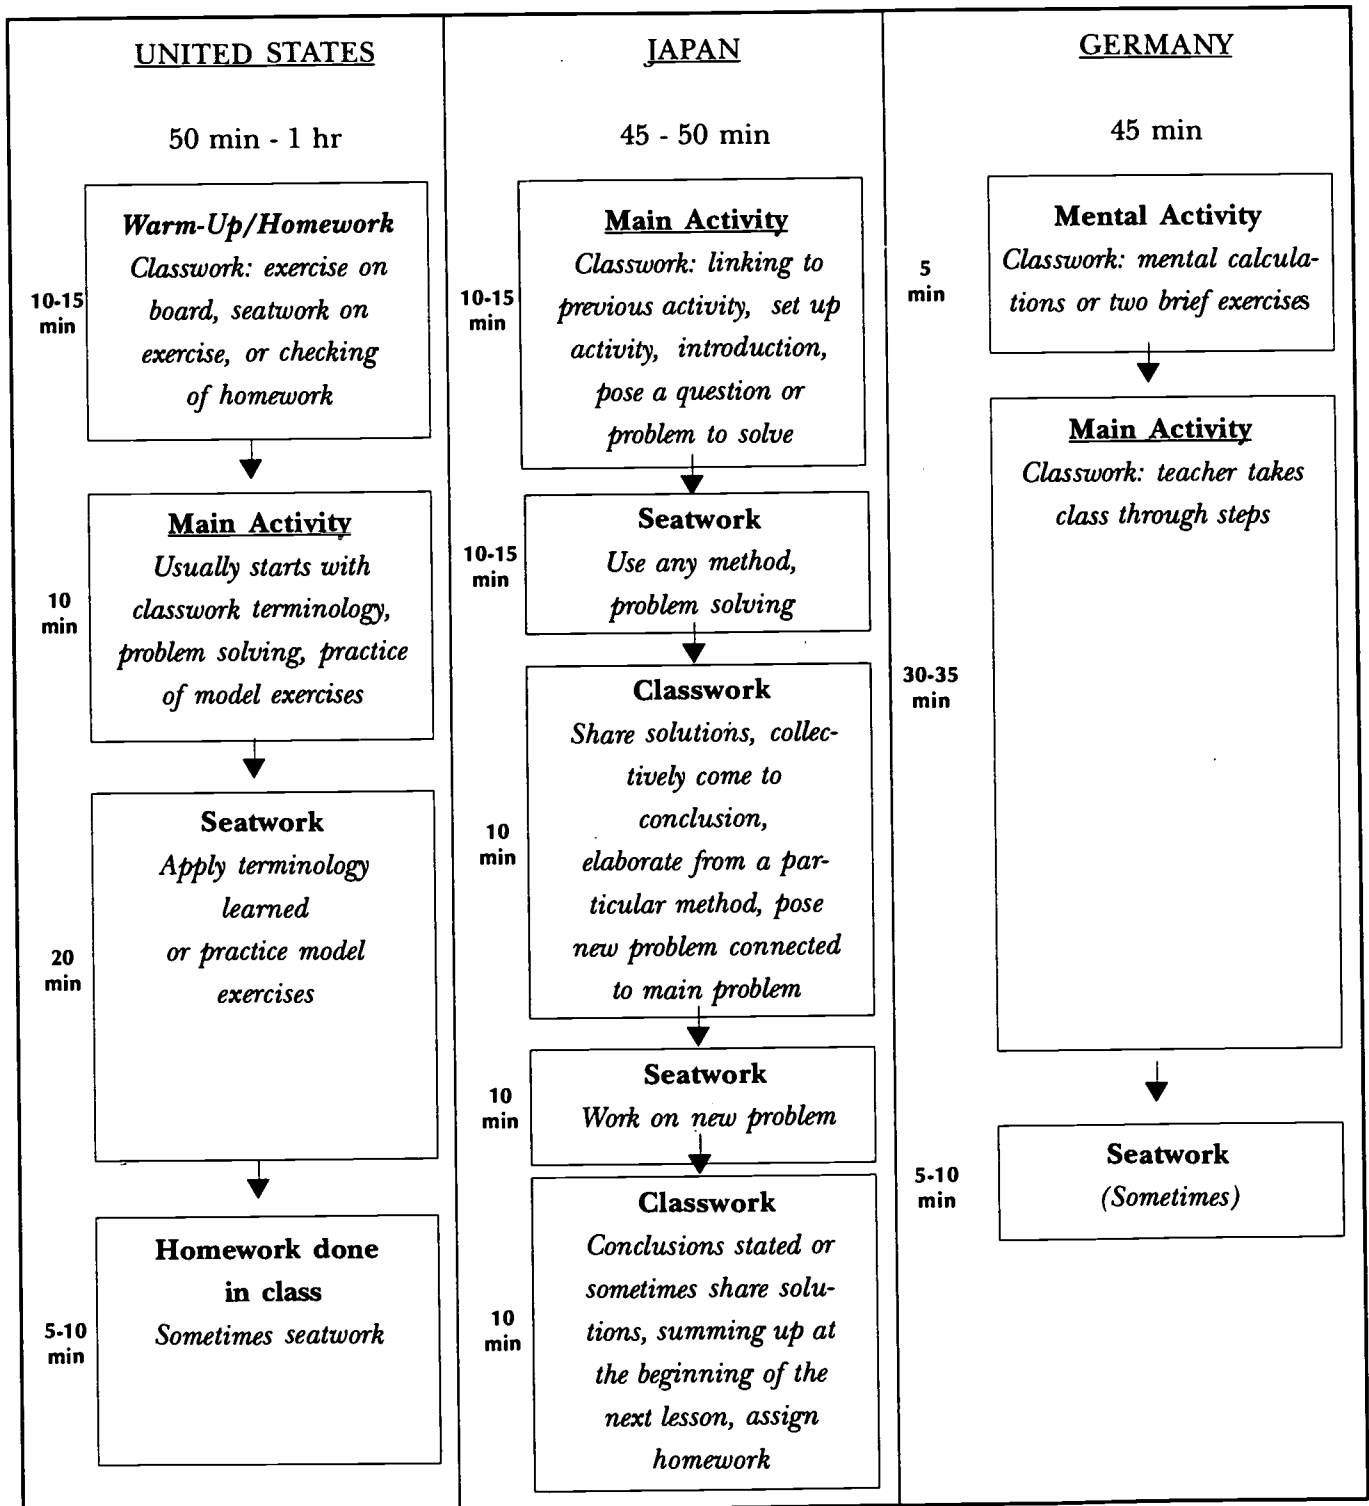 UNITED STATES
50 min - 1 hr
10-15
min
Warm-Up/Homework
Classwork: exercise on
board, seatwork on
exercise, or checking
of homework
10
min
Main Activity
Usually starts with
classwork terminology,
problem solving, practice
of model exercises
20
min
Seatwork
Apply terminology
learned
or practice model
exercises
5-10
min
Homework done
in class
Sometimes seatwork
JAPAN
45 - 50 min
10-15
min
Main Activity
Classwork: linking to
previous activity, set up
activity, introduction,
pose a question or
problem to solve
10-15
min
Seatwork
Use any method,
problem solving
10
min
Classwork
Share solutions, collec-
tively come to
conclusion,
elaborate from a par-
ticular method, pose
new problem connected
to main problem
10
min
Seatwork
Work on new problem
10
min
Classwork
Conclusions stated or
sometimes share solu-
tions, summing up at
the beginning of the
next lesson, assign
homework
GERMANY
45 min
5
min
Mental Activity
Classwork: mental calcula-
tions or two brief exercises
30-35
min
Main Activity
Classwork: teacher takes
class through steps
5-10
min
Seatwork
(Sometimes)